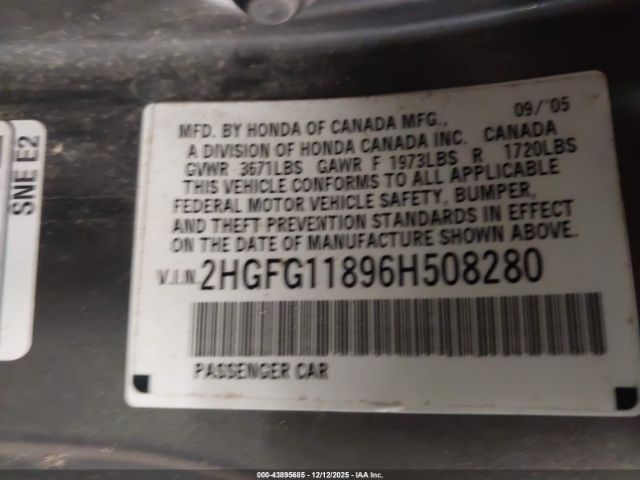 09/'05
MFD. BY HONDA OF CANADA MFG.,
A DIVISION OF HONDA CANADA INC. CANADA
GVWR 3671LBS GAWR F 1973LBS R 1720LBS
THIS VEHICLE CONFORMS TO ALL APPLICABLE
FEDERAL MOTOR VEHICLE SAFETY, BUMPER,
AND THEFT PREVENTION STANDARDS IN EFFECT
ON THE DATE OF MANUFACTURE SHOWN ABOVE.
V.I.N. 2HGFG11896H508280
PASSENGER CAR
SNE E2
000-43895685 - 12/12/2025 - IAA Inc.